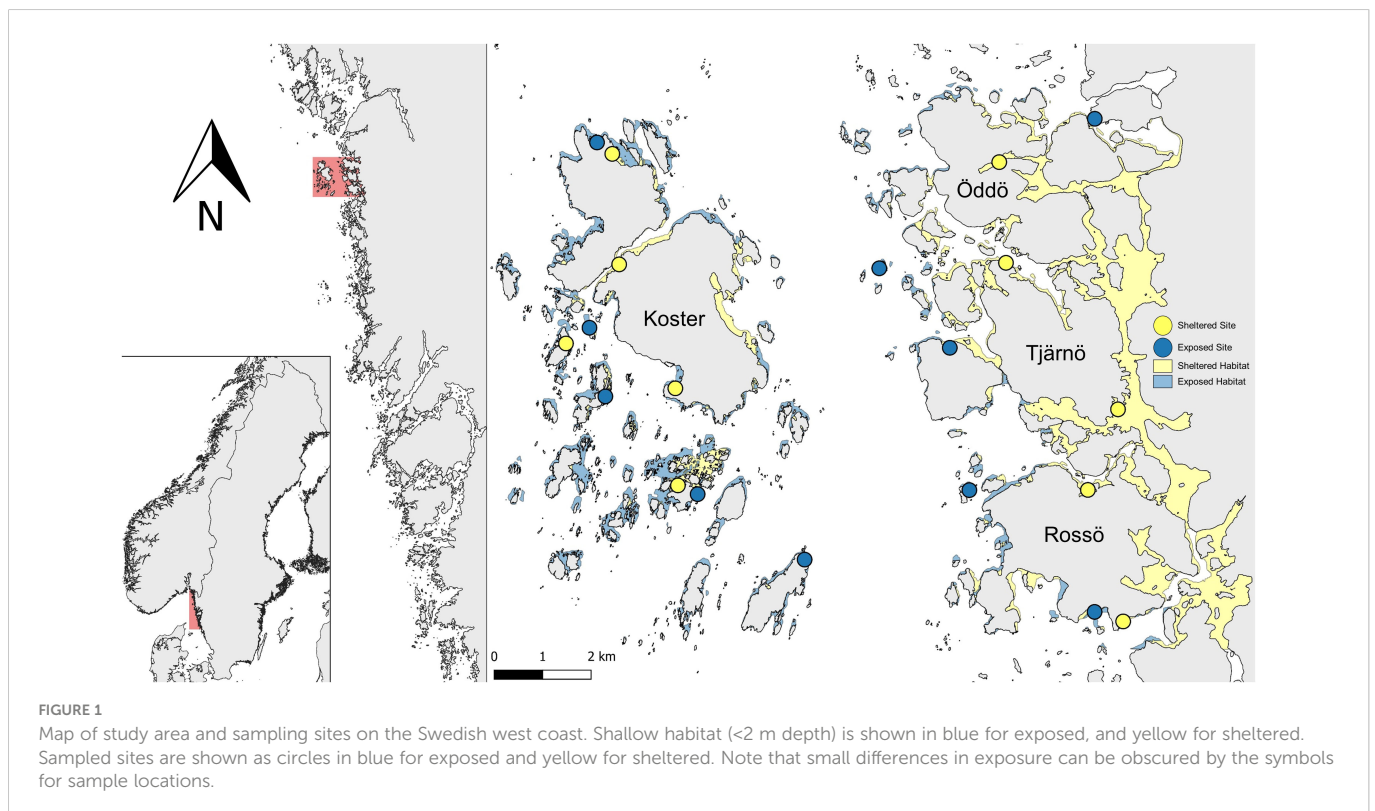 N
Koster
Öddö
Tjärnö
Rossö
Sheltered Site
Exposed Site
Sheltered Habitat
Exposed Habitat
0 1 2 km
FIGURE 1
Map of study area and sampling sites on the Swedish west coast. Shallow habitat (<2 m depth) is shown in blue for exposed, and yellow for sheltered.
Sampled sites are shown as circles in blue for exposed and yellow for sheltered. Note that small differences in exposure can be obscured by the symbols
for sample locations.